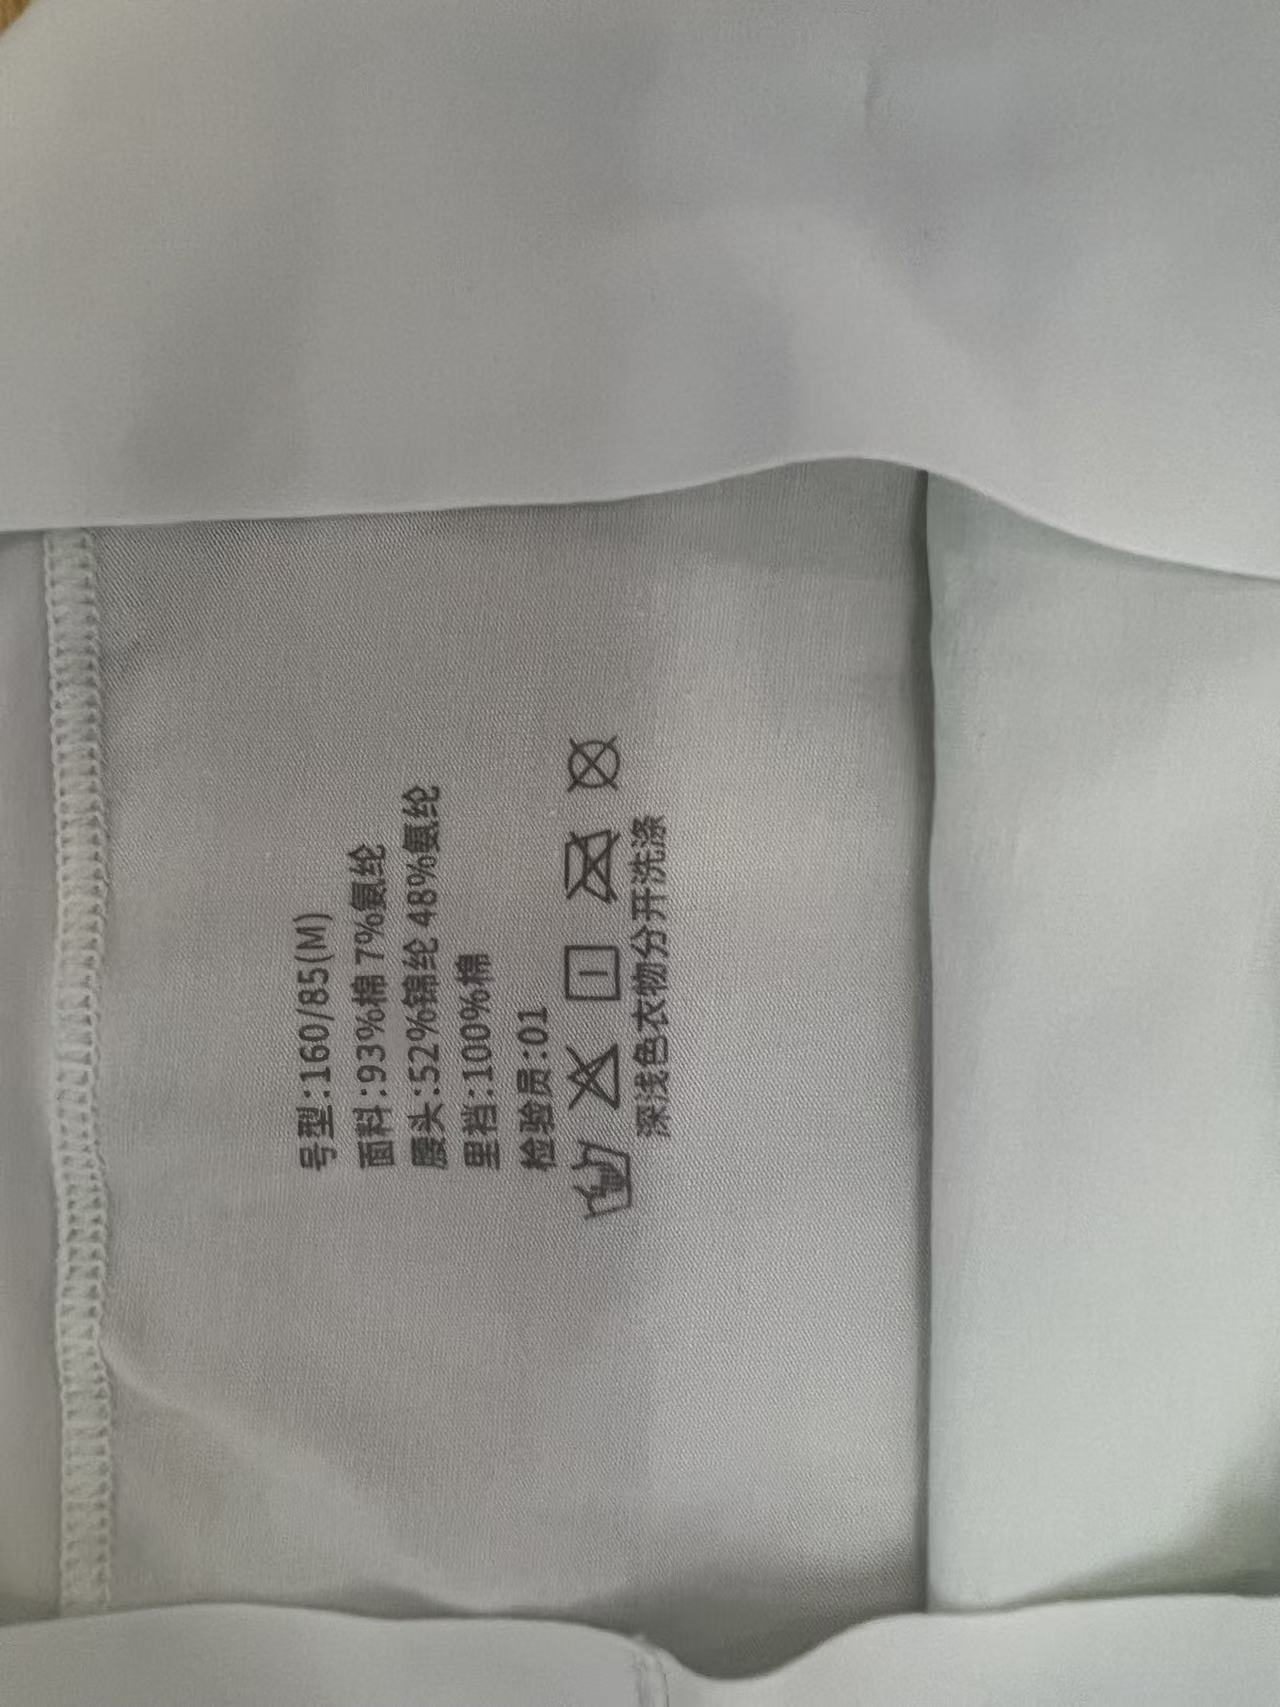 号型:160/85(M)
面料:93%棉 7%氨纶
腰头:52%锦纶 48%氨纶
里裆:100%棉
检验员:01
深浅色衣物分开洗涤